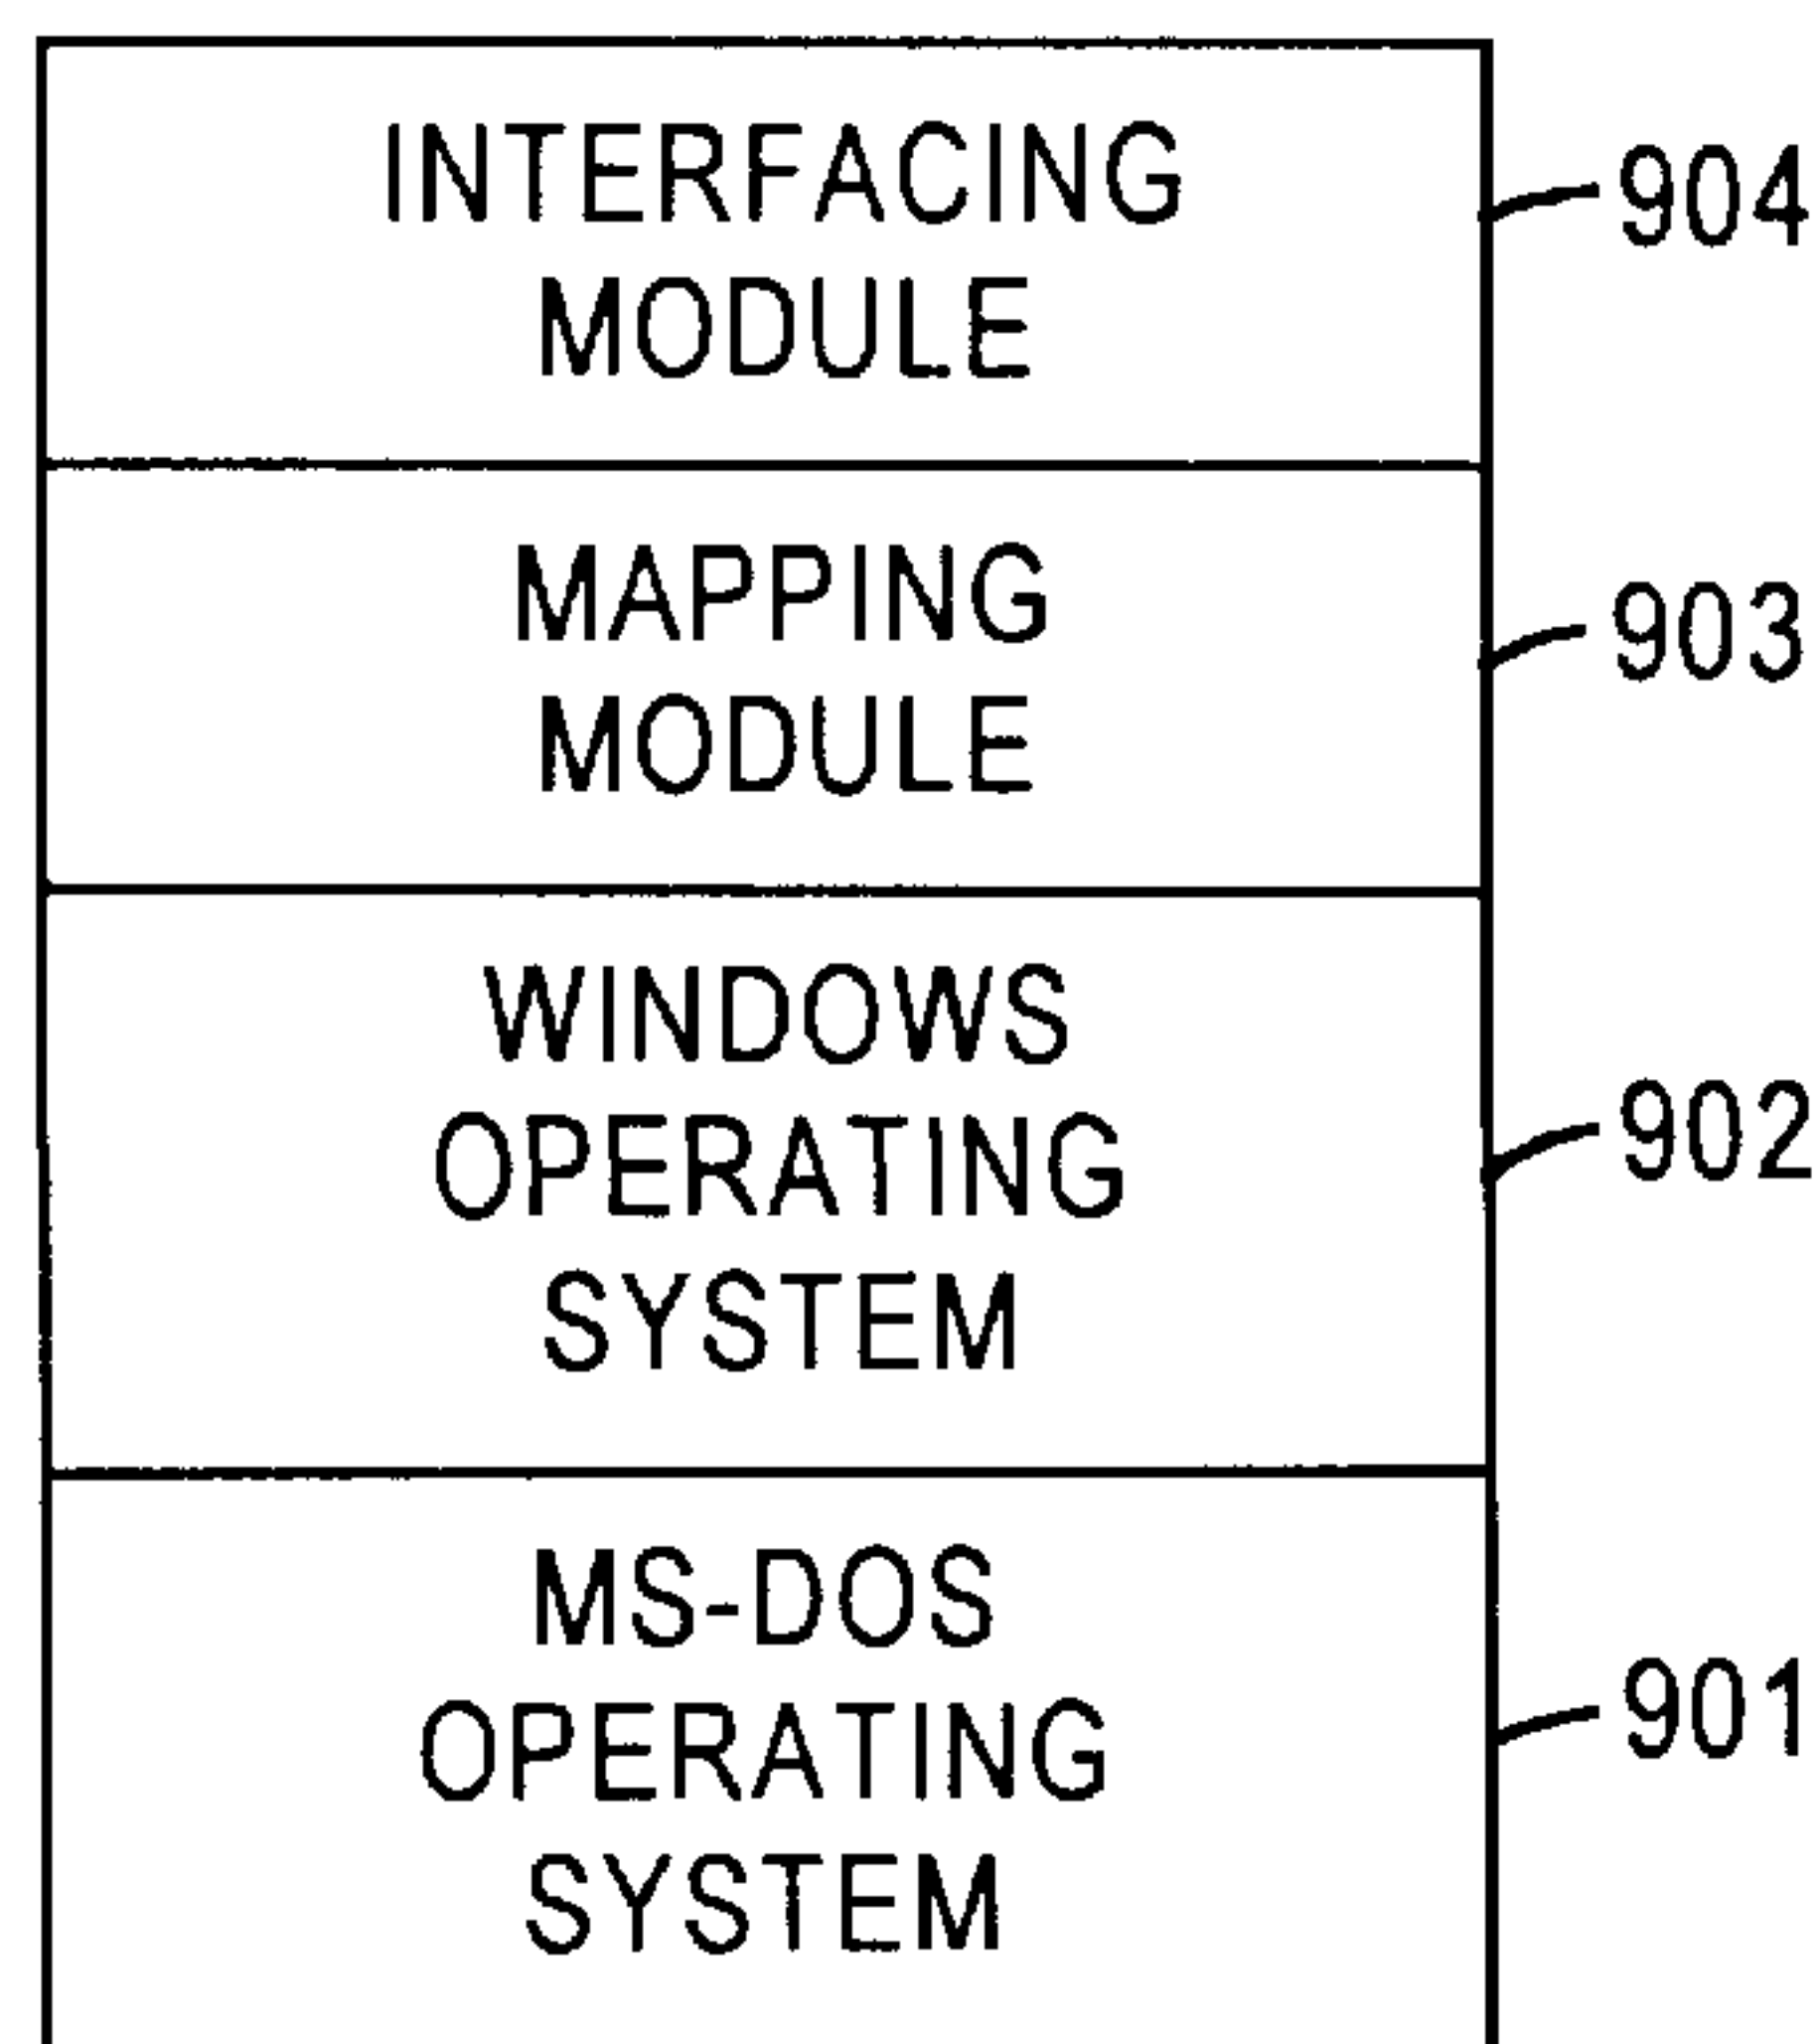 INTERFACING
MODULE
904
MAPPING
MODULE
903
WINDOWS
OPERATING
SYSTEM
902
MS-DOS
OPERATING
SYSTEM
901